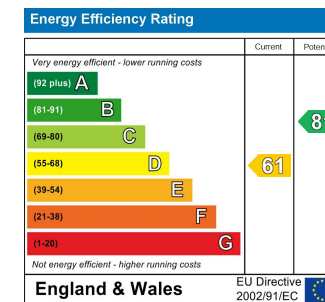 Energy Efficiency Rating
Current
Very energy efficient - lower running costs
(92 plus) A
(81-91) B
(69-80) C
(55-68) D
61
(39-54) E
(21-38) F
(1-20) G
Not energy efficient - higher running costs
England & Wales
EU Directive
2002/91/EC